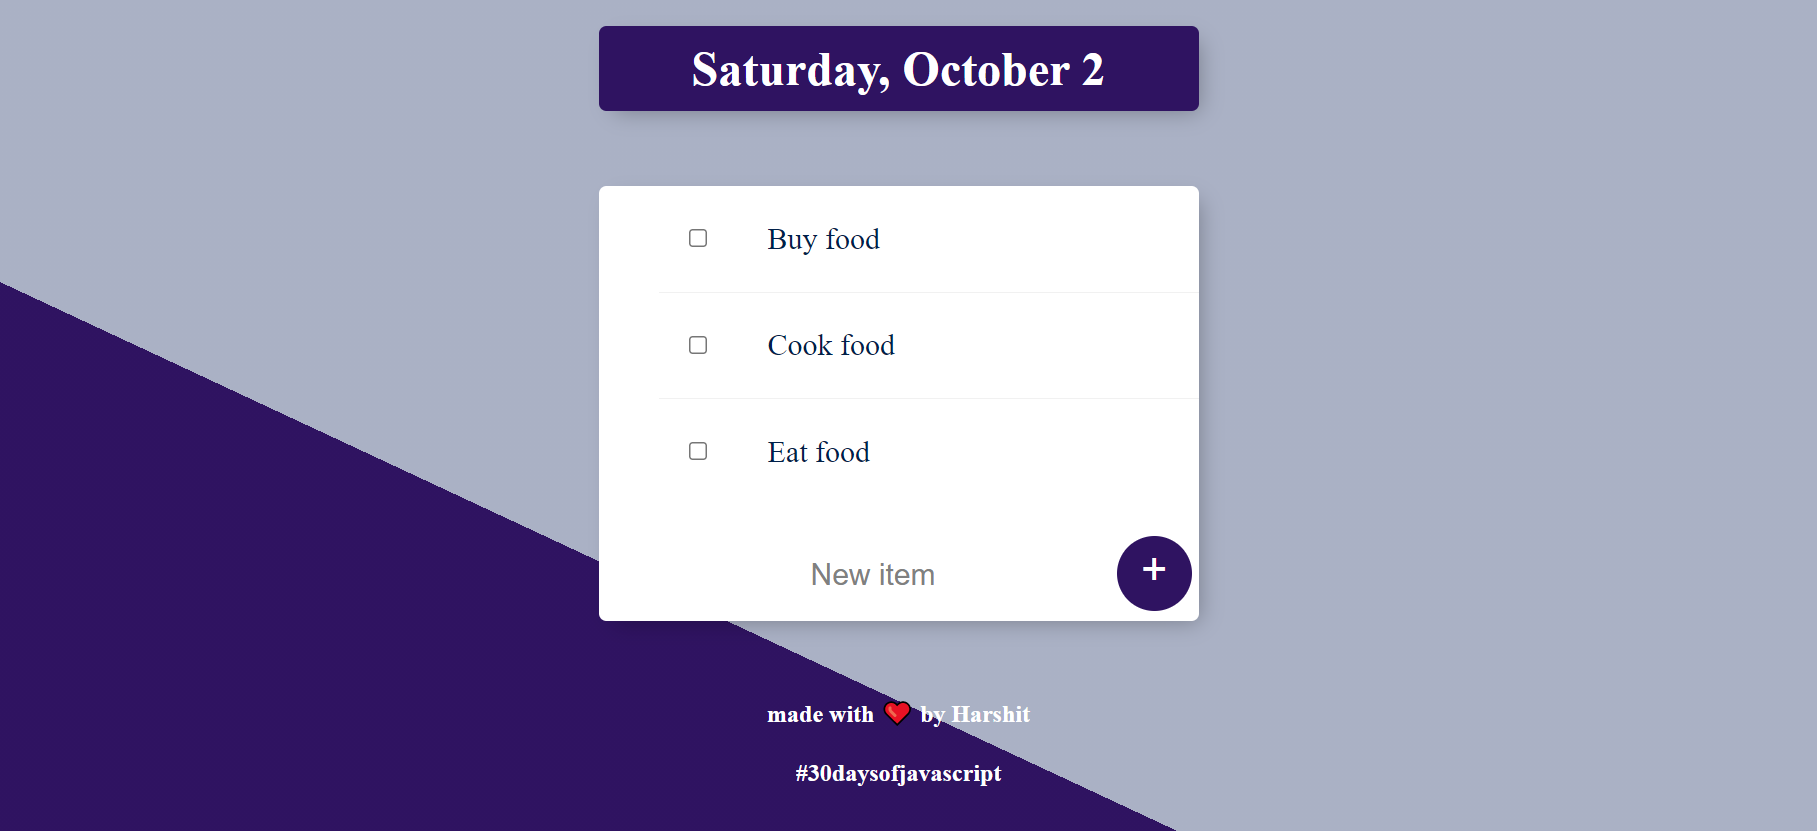 Saturday, October 2
Buy food
Cook food
Eat food
New item
+
made with ❤️ by Harshit
#30daysofjavascript